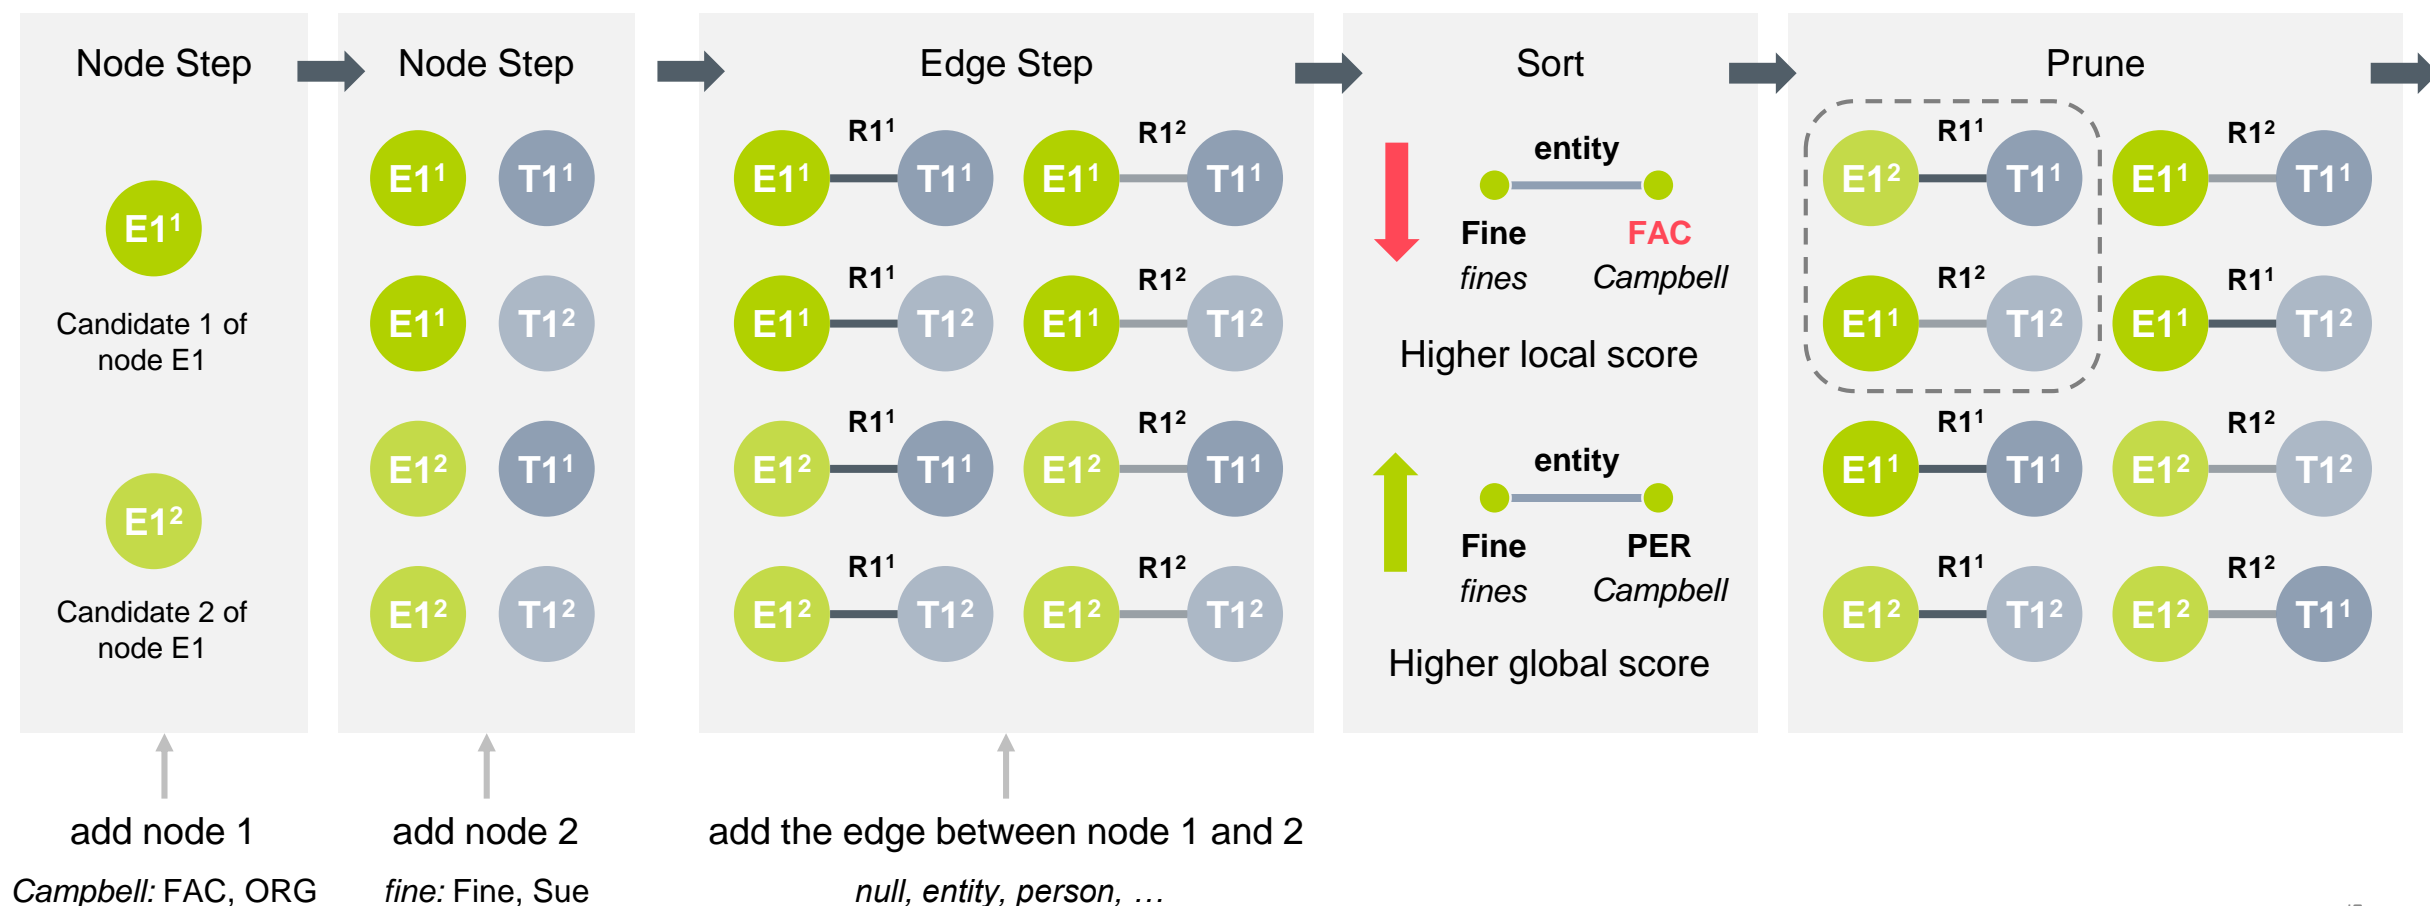 Node Step
E1¹
Candidate 1 of
node E1
E1²
Candidate 2 of
node E1
add node 1
Campbell: FAC, ORG
Node Step
E1¹ T1¹
E1¹ T1²
E1² T1¹
E1² T1²
add node 2
fine: Fine, Sue
Edge Step
E1¹ R1¹ T1¹ E1¹ R1² T1¹
E1¹ R1¹ T1² E1¹ R1² T1²
E1² R1¹ T1¹ E1² R1² T1¹
E1² R1¹ T1² E1² R1² T1²
add the edge between node 1 and 2
null, entity, person, …
Sort
entity
Fine FAC
fines Campbell
Higher local score
entity
Fine PER
fines Campbell
Higher global score
Prune
E1² R1¹ T1¹ E1¹ R1² T1¹
E1¹ R1² T1² E1¹ R1¹ T1²
E1¹ R1¹ T1¹ E1² R1² T1²
E1² R1¹ T1² E1² R1² T1¹